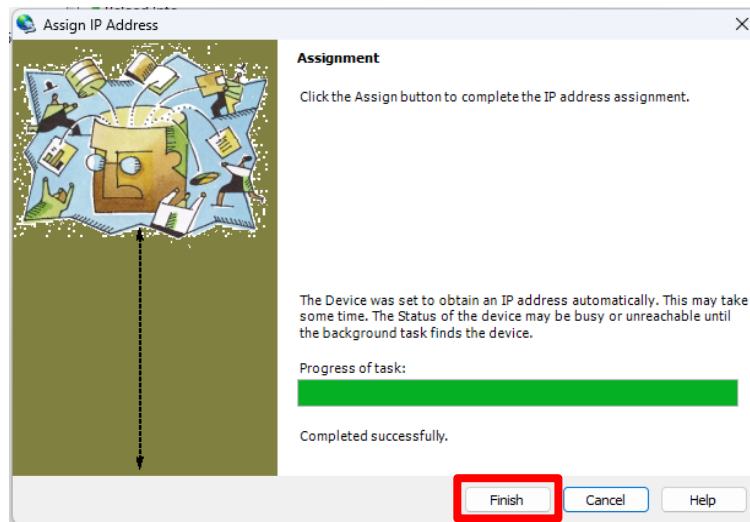 Assign IP Address
Assignment
Click the Assign button to complete the IP address assignment.
The Device was set to obtain an IP address automatically. This may take
some time. The Status of the device may be busy or unreachable until
the background task finds the device.
Progress of task:
Completed successfully.
Finish
Cancel
Help